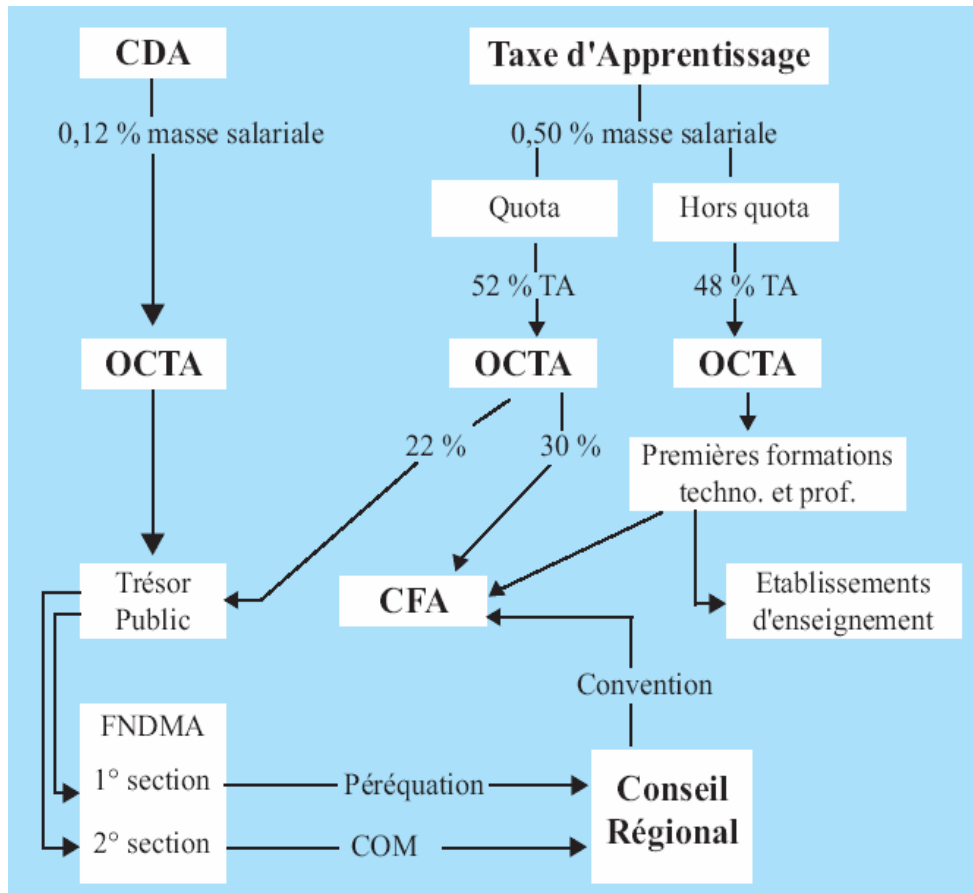 CDA
Taxe d'Apprentissage
0,12 % masse salariale
0,50 % masse salariale
Quota
Hors quota
52 % TA
48 % TA
OCTA
OCTA
OCTA
22 %
30 %
Premières formations
techno. et prof.
Trésor
Public
CFA
Etablissements
d'enseignement
Convention
FNDMA
1° section
Péréquation
2° section
COM
Conseil
Régional